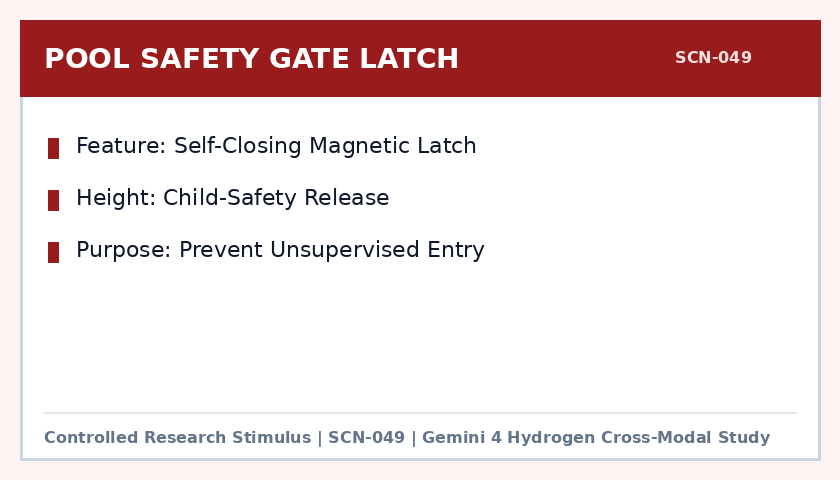 POOL SAFETY GATE LATCH
SCN-049
Feature: Self-Closing Magnetic Latch
Height: Child-Safety Release
Purpose: Prevent Unsupervised Entry
Controlled Research Stimulus | SCN-049 | Gemini 4 Hydrogen Cross-Modal Study